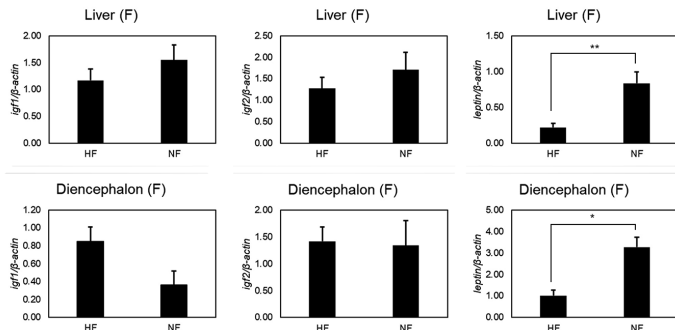 Liver (F)
igf1/β-actin
2.00
1.50
1.00
0.50
0.00
HF
NF
Liver (F)
igf2/β-actin
2.50
2.00
1.50
1.00
0.50
0.00
HF
NF
Liver (F)
leptin/β-actin
1.50
1.00
0.50
0.00
**
HF
NF
Diencephalon (F)
igf1/β-actin
1.20
1.00
0.80
0.60
0.40
0.20
0.00
HF
NF
Diencephalon (F)
igf2/β-actin
2.00
1.50
1.00
0.50
0.00
HF
NF
Diencephalon (F)
leptin/β-actin
5.00
4.00
3.00
2.00
1.00
0.00
*
HF
NF